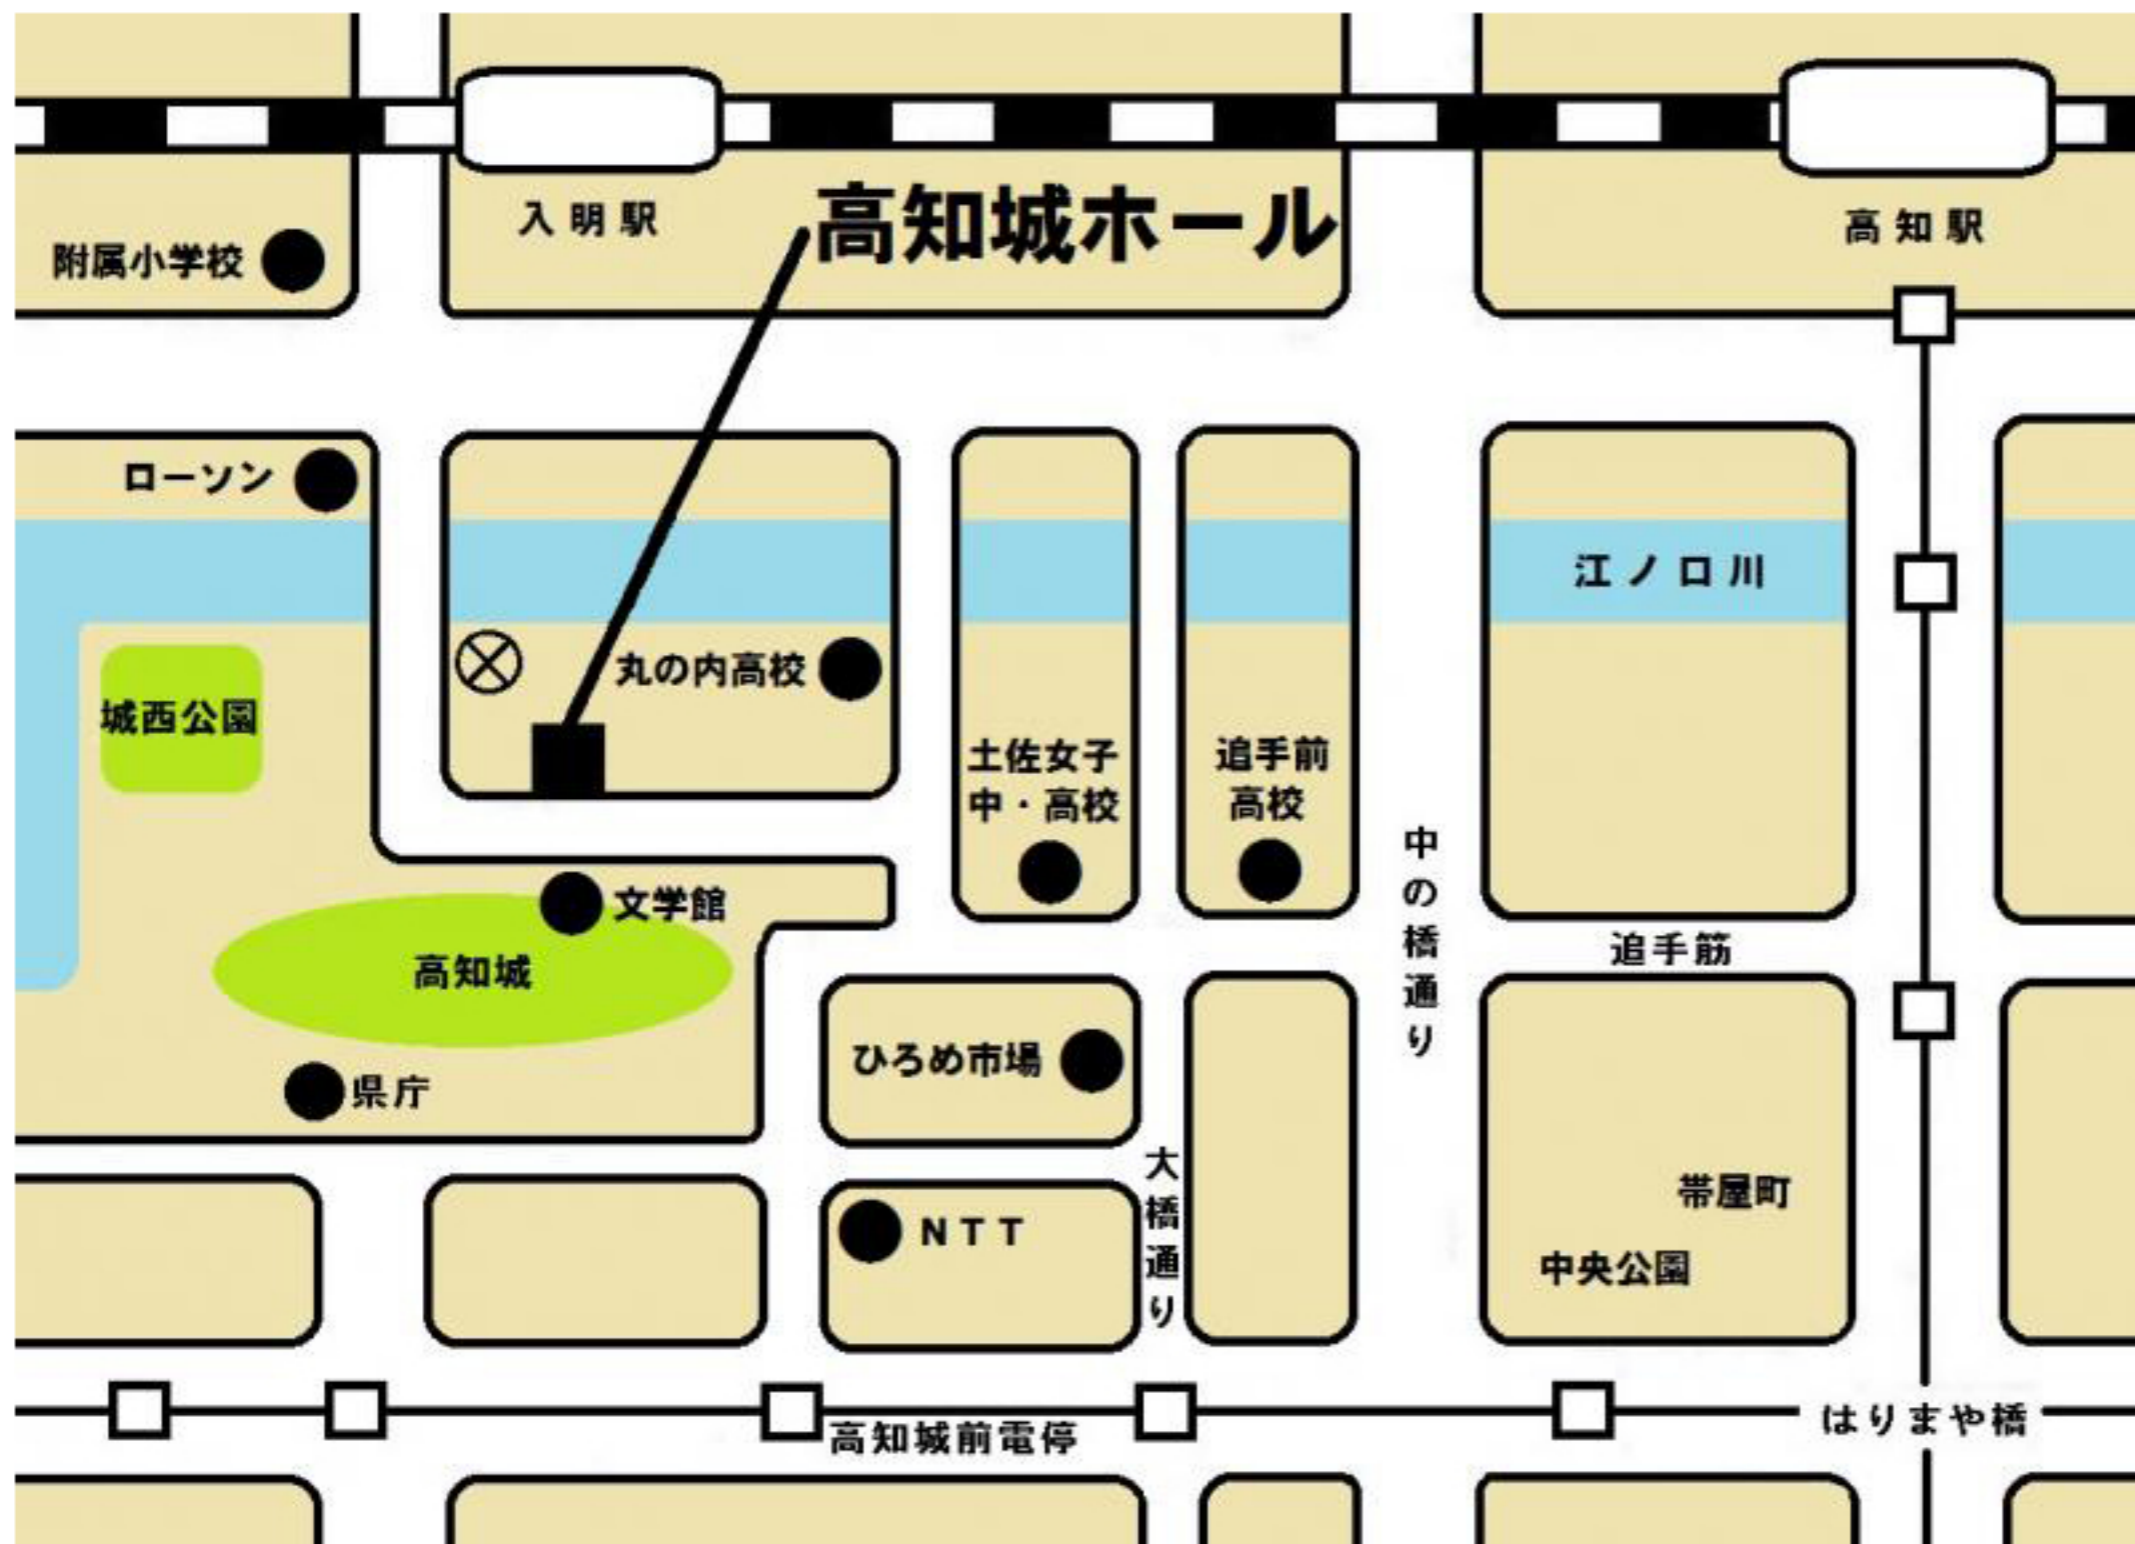 入明駅
高知城ホール
高知駅
附属小学校
ローソン
江ノ口川
丸の内高校
城西公園
土佐女子
中・高校
追手前
高校
中の橋通り
文学館
追手筋
高知城
ひろめ市場
県庁
大橋通り
帯屋町
NTT
中央公園
はりまや橋
高知城前電停